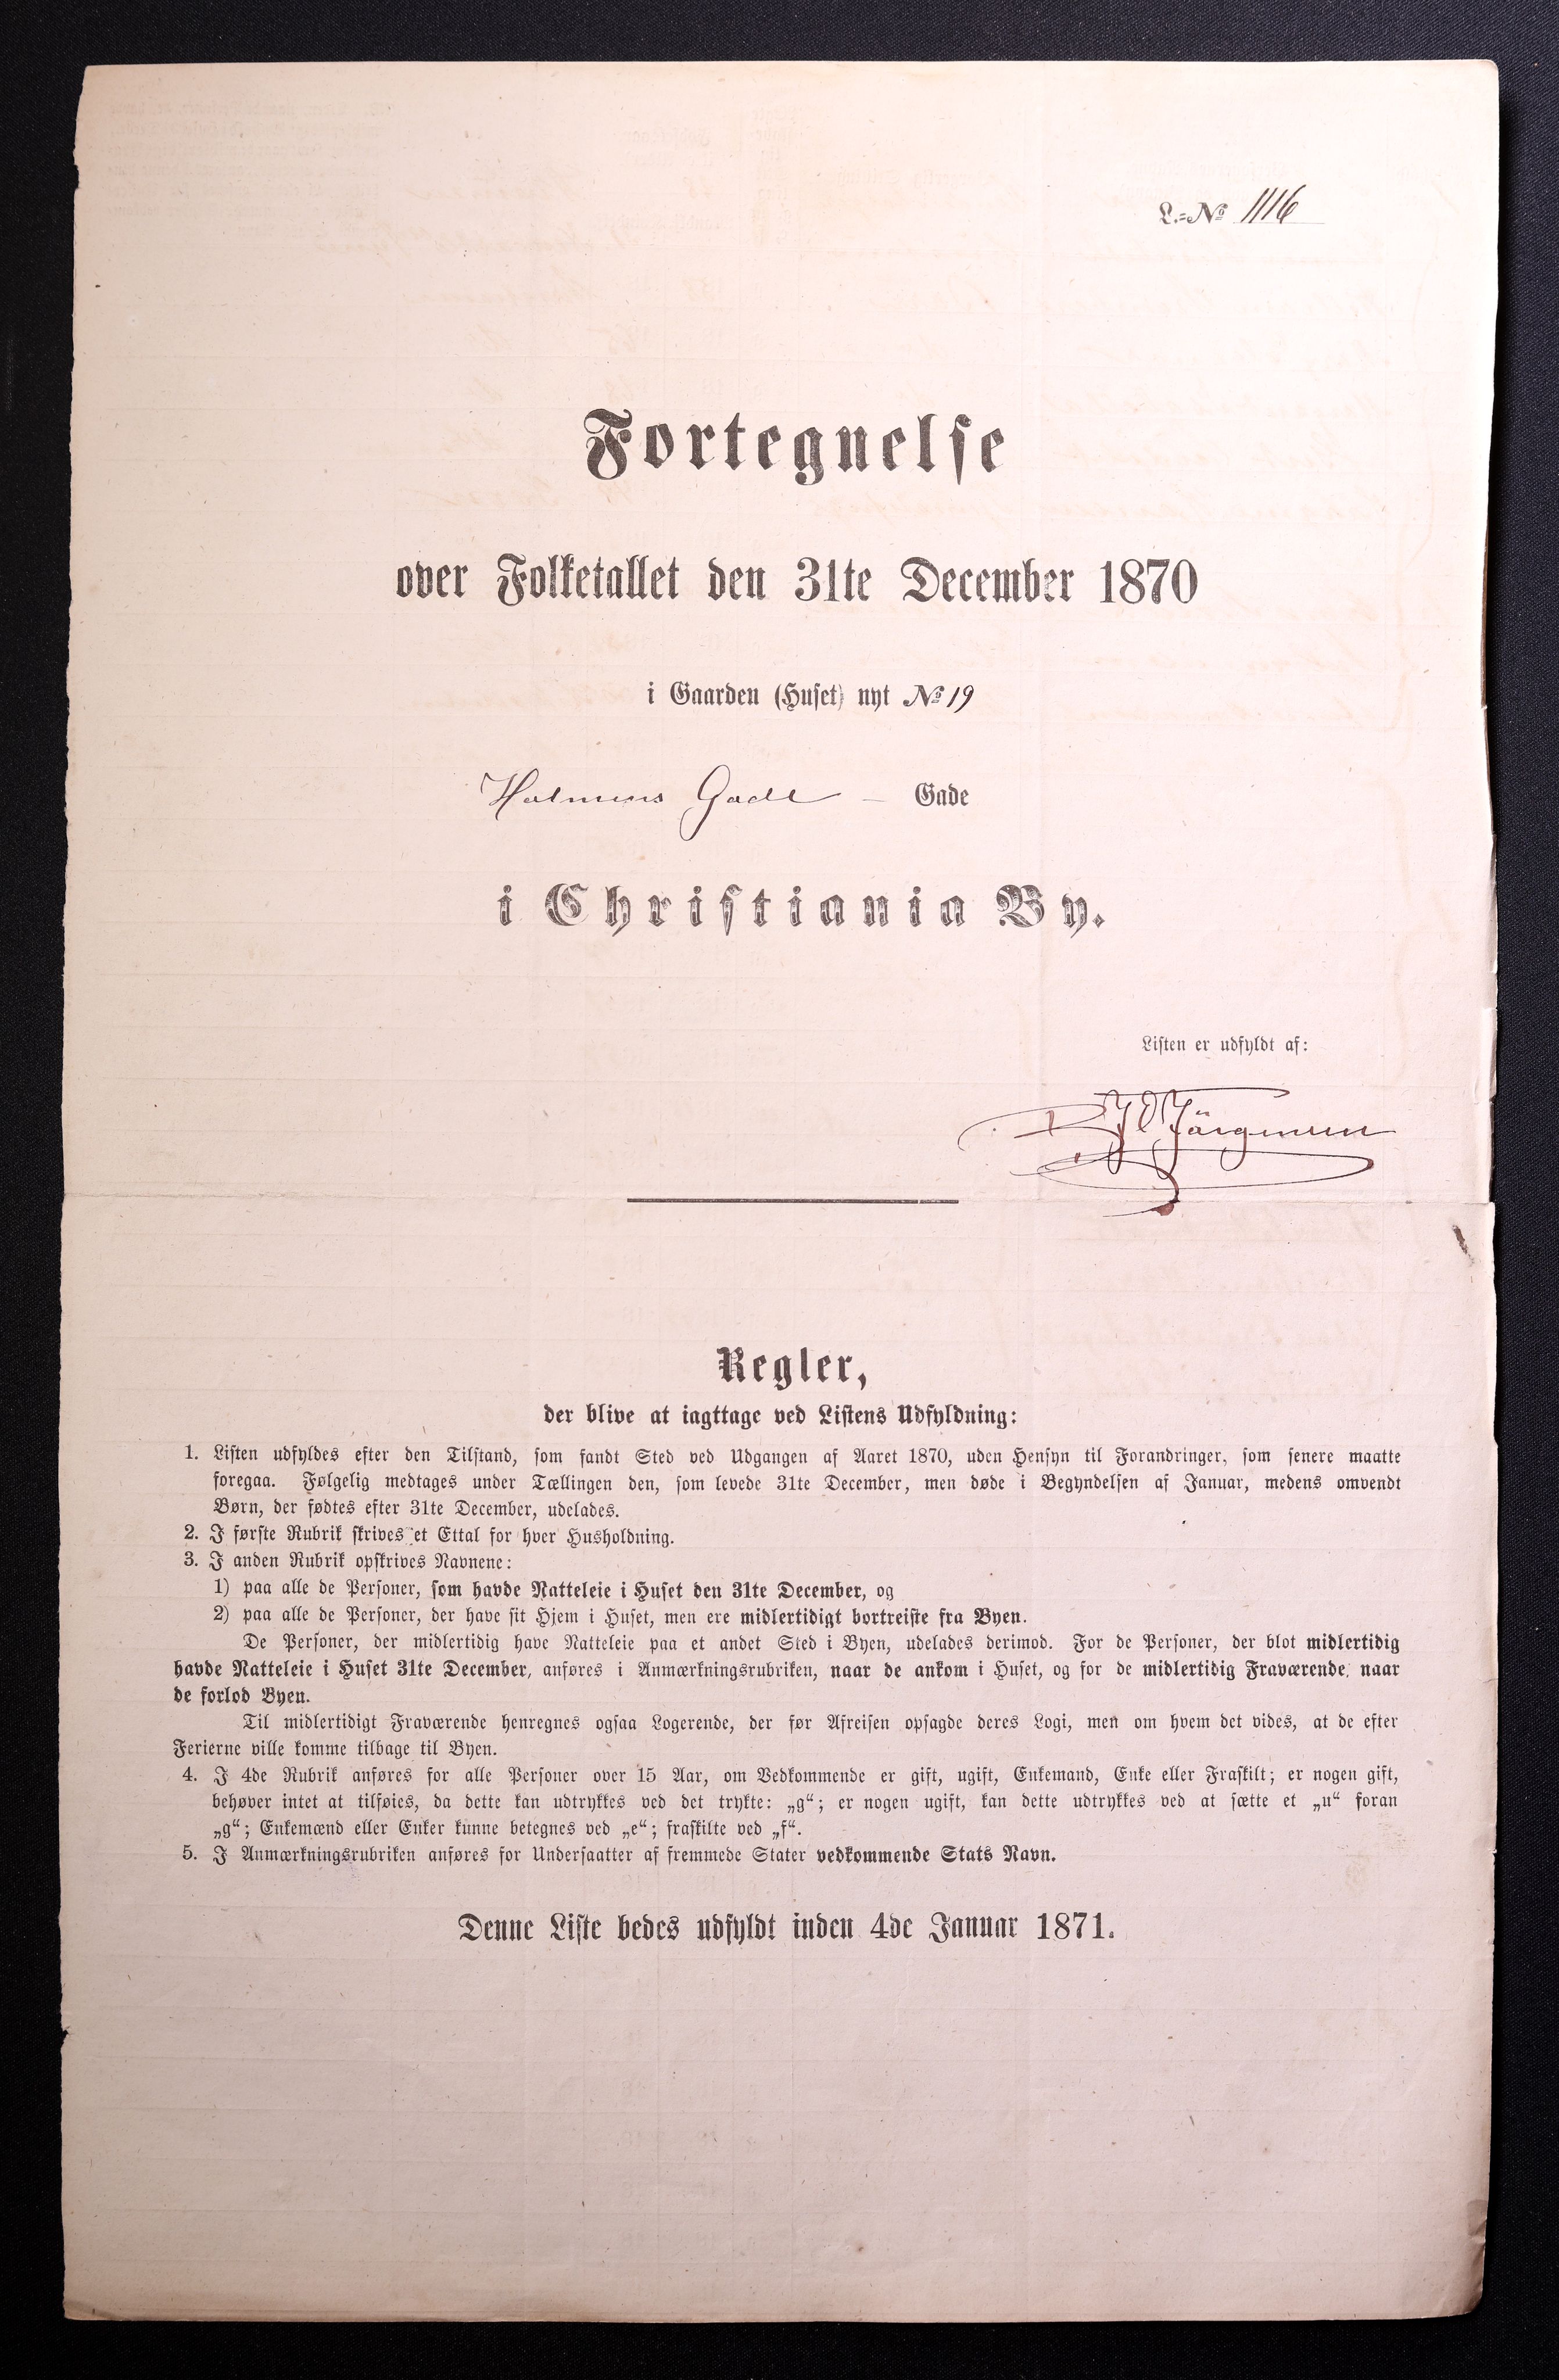 L.=No 1116
Fortegnelse
over Folketallet den 31te December 1870
i Gaarden (Huset) nyt No 19
Holmens Gade – Gade
i Christiania By.
Listen er udfyldt af:
Jörgensen
Regler,
der blive at iagttage ved Listens Udfyldning:
1. Listen udfyldes efter den Tilstand, som fandt Sted ved Udgangen af Aaret 1870, uden Hensyn til Forandringer, som senere maatte
foregaa. Følgelig medtages under Tællingen den, som levede 31te December, men døde i Begyndelsen af Januar, medens omvendt
Børn, der fødtes efter 31te December, udelades.
2. I første Rubrik skrives et Ettal for hver Husholdning.
3. I anden Rubrik opskrives Navnene:
1) paa alle de Personer, som havde Natteleie i Huset den 31te December, og
2) paa alle de Personer, der have sit Hjem i Huset, men ere midlertidigt bortreiste fra Byen.
De Personer, der midlertidig have Natteleie paa et andet Sted i Byen, udelades derimod. For de Personer, der blot midlertidig
havde Natteleie i Huset 31te December, anføres i Anmærkningsrubriken, naar de ankom i Huset, og for de midlertidig Fraværende, naar
de forlod Byen.
Til midlertidigt Fraværende henregnes ogsaa Logerende, der før Afreisen opsagde deres Logi, men om hvem det vides, at de efter
Ferierne ville komme tilbage til Byen.
4. I 4de Rubrik anføres for alle Personer over 15 Aar, om Vedkommende er gift, ugift, Enkemand, Enke eller Fraskilt; er nogen gift,
behøver intet at tilføies, da dette kan udtrykkes ved det trykte: „g“; er nogen ugift, kan dette udtrykkes ved at sætte et „u“ foran
„g“; Enkemænd eller Enker kunne betegnes ved „e“; fraskilte ved „f“.
5. I Anmærkningsrubriken anføres for Undersaatter af fremmede Stater vedkommende Stats Navn.
Denne Liste bedes udfyldt inden 4de Januar 1871.